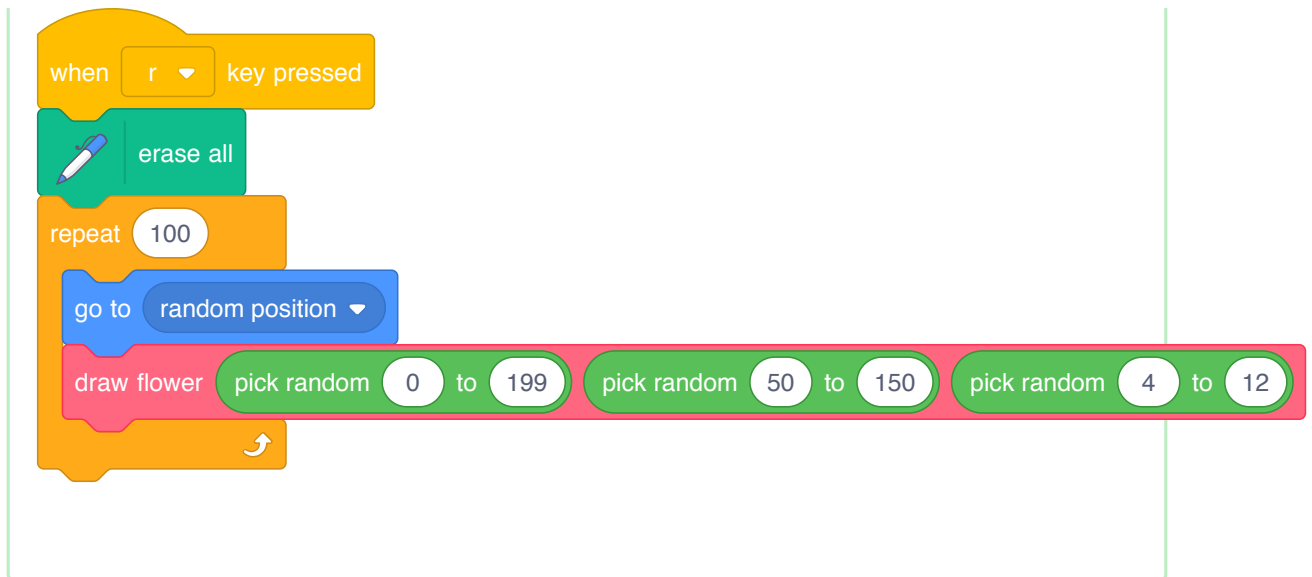 when r key pressed
erase all
repeat 100
go to random position
draw flower pick random 0 to 199 pick random 50 to 150 pick random 4 to 12